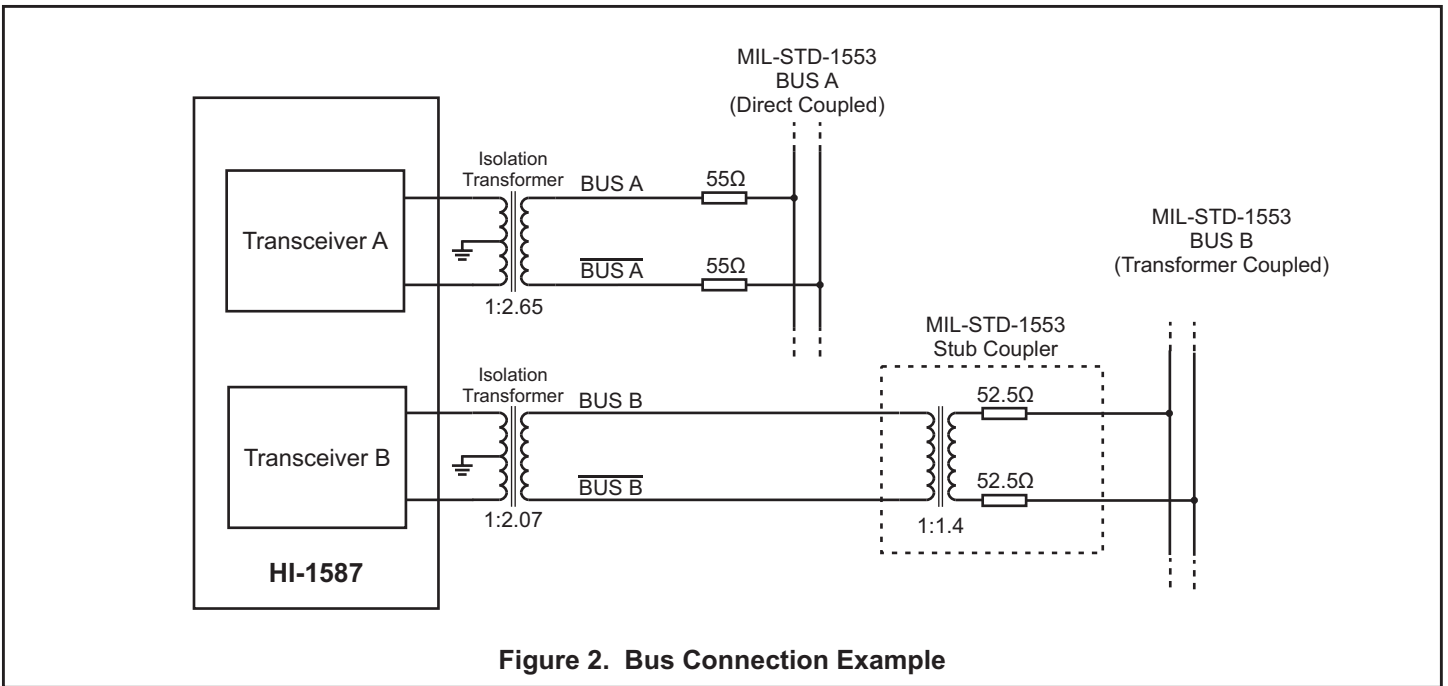 MIL-STD-1553
BUS A
(Direct Coupled)
Isolation
Transformer
BUS A
55Ω
Transceiver A
BUS A
55Ω
1:2.65
MIL-STD-1553
BUS B
(Transformer Coupled)
MIL-STD-1553
Stub Coupler
Isolation
Transformer
BUS B
52.5Ω
Transceiver B
BUS B
52.5Ω
1:2.07
1:1.4
HI-1587
Figure 2. Bus Connection Example